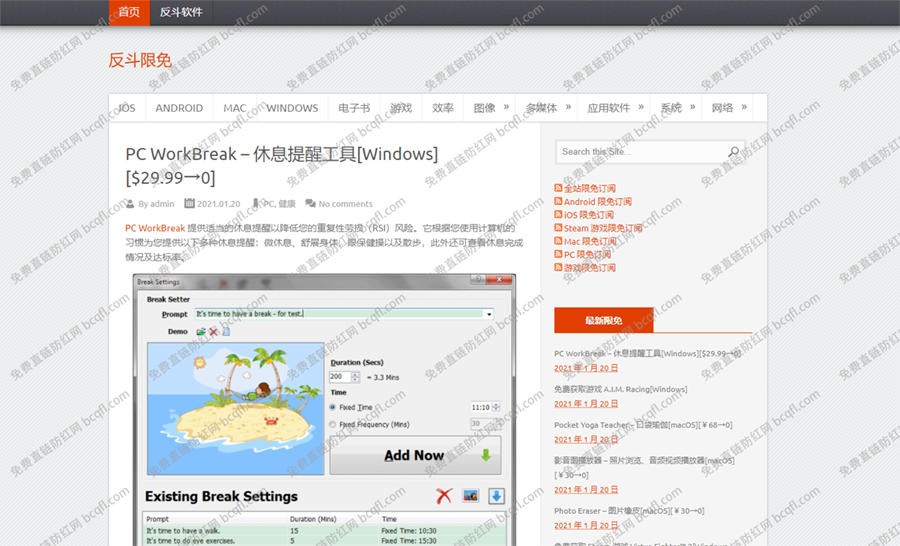 首页 反斗软件
反斗限免
iOS ANDROID MAC WINDOWS 电子书 游戏 效率 图像 » 多媒体 » 应用软件 » 系统 » 网络 »
PC WorkBreak – 休息提醒工具[Windows]
[$29.99→0]
By admin 2021.01.20 PC, 健康 No comments
PC WorkBreak 提供适当的休息提醒以降低您的重复性劳损（RSI）风险。它根据您使用计算机的
习惯为您提供以下多种休息提醒：微休息、舒展身体、眼保健操以及散步，此外还可查看休息完成
情况及达标率。
Break Settings
Break Setter
Prompt It's time to have a break - for test.
Demo
Duration (Secs)
200 = 3.3 Mins
Time
Fixed Time 11:10
Fixed Frequency (Mins) 30
Add Now
Existing Break Settings
Prompt Duration (Mins) Time
It's time to have a walk. 15 Fixed Time: 10:30
It's time to do eye exercises. 5 Fixed Time: 15:30
Search this Site...
全站限免订阅
Android 限免订阅
iOS 限免订阅
Steam 游戏限免订阅
Mac 限免订阅
PC 限免订阅
游戏限免订阅
最新限免
PC WorkBreak – 休息提醒工具[Windows][$29.99→0]
2021 年 1 月 20 日
免费获取游戏 A.I.M. Racing[Windows]
2021 年 1 月 20 日
Pocket Yoga Teacher – 口袋瑜伽[macOS][￥68→0]
2021 年 1 月 20 日
影音图播放器 – 照片浏览、音频视频播放器[macOS]
[￥30→0]
2021 年 1 月 20 日
Photo Eraser – 图片橡皮[macOS][￥30→0]
2021 年 1 月 20 日
免费直链防红网 bcqfl.com